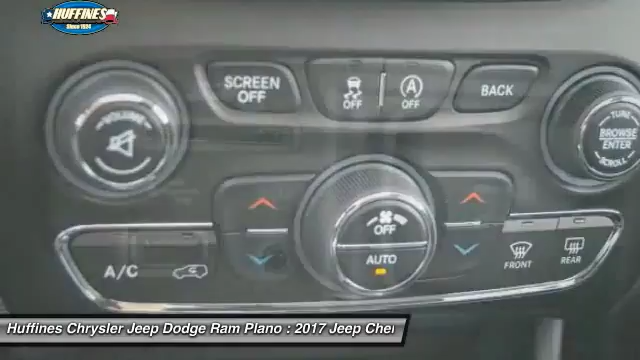 HUFFINES
Since 1924
SCREEN OFF
OFF
A OFF
BACK
VOLUME
TUNE
BROWSE
ENTER
SCROLL
OFF
AUTO
A/C
FRONT
REAR
Huffines Chrysler Jeep Dodge Ram Plano : 2017 Jeep Cher